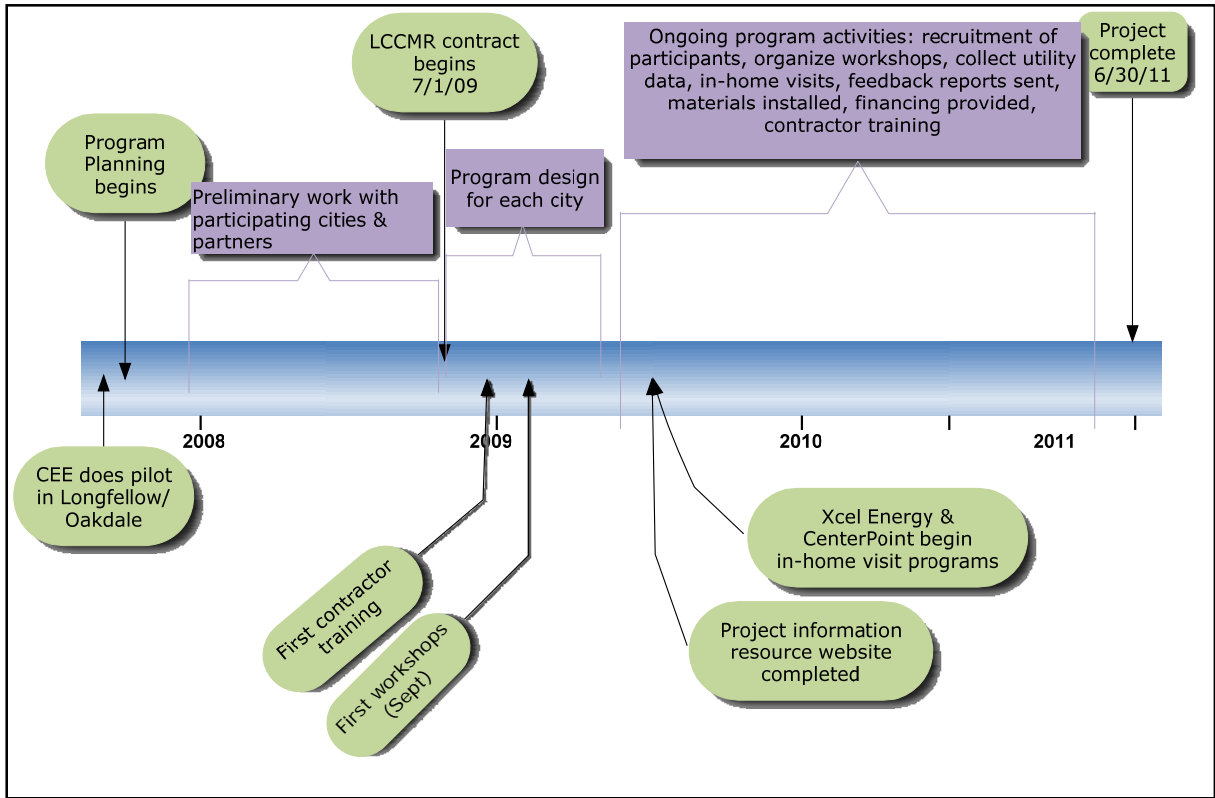 LCCMR contract
begins
7/1/09
Ongoing program activities: recruitment of
participants, organize workshops, collect utility
data, in-home visits, feedback reports sent,
materials installed, financing provided,
contractor training
Project
complete
6/30/11
Program
Planning
begins
Preliminary work with
participating cities &
partners
Program design
for each city
2008
2009
2010
2011
CEE does pilot
in Longfellow/
Oakdale
First contractor
training
First workshops
(Sept)
Xcel Energy &
CenterPoint begin
in-home visit programs
Project information
resource website
completed